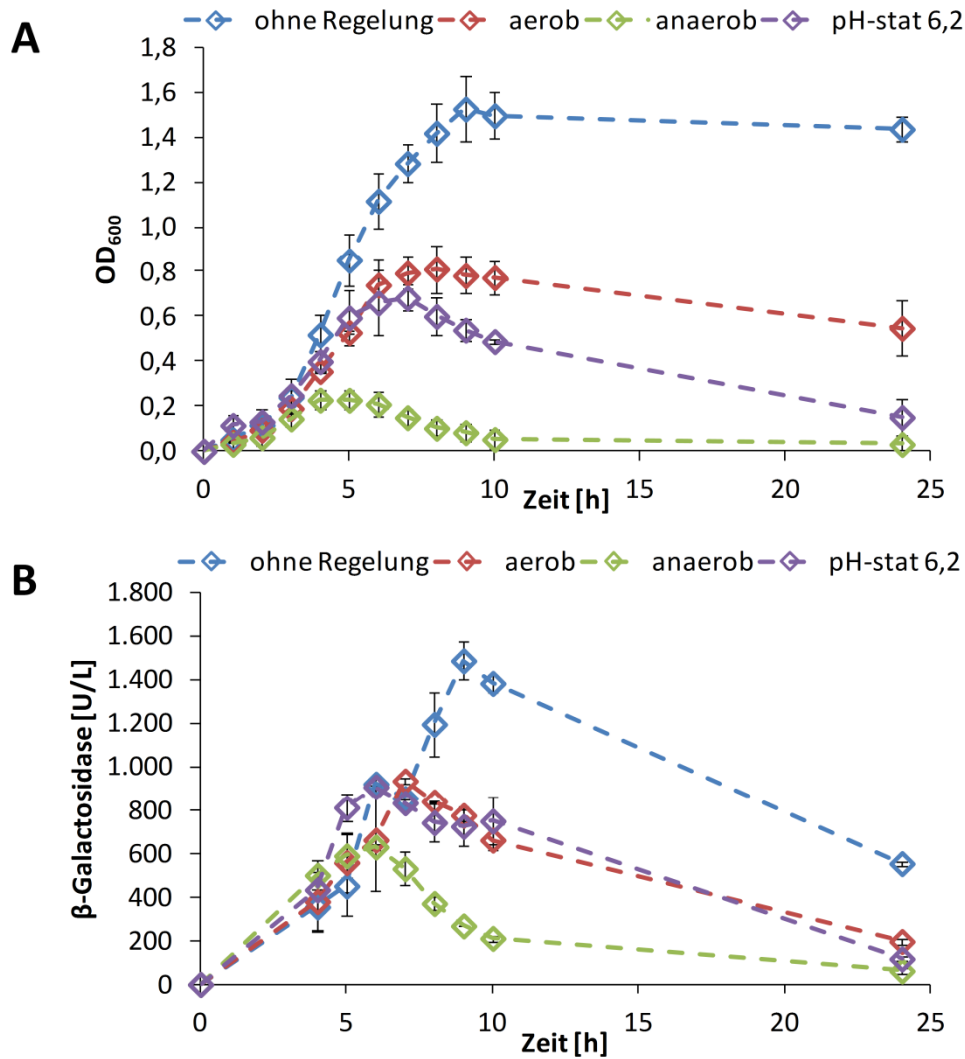 ohne Regelung aerob anaerob pH-stat 6,2
A
1,8
1,6
1,4
1,2
1,0
0,8
0,6
0,4
0,2
0,0
OD600
0 5 10 15 20 25
Zeit [h]
ohne Regelung aerob anaerob pH-stat 6,2
B
1.800
1.600
1.400
1.200
1.000
800
600
400
200
0
β-Galactosidase [U/L]
0 5 10 15 20 25
Zeit [h]